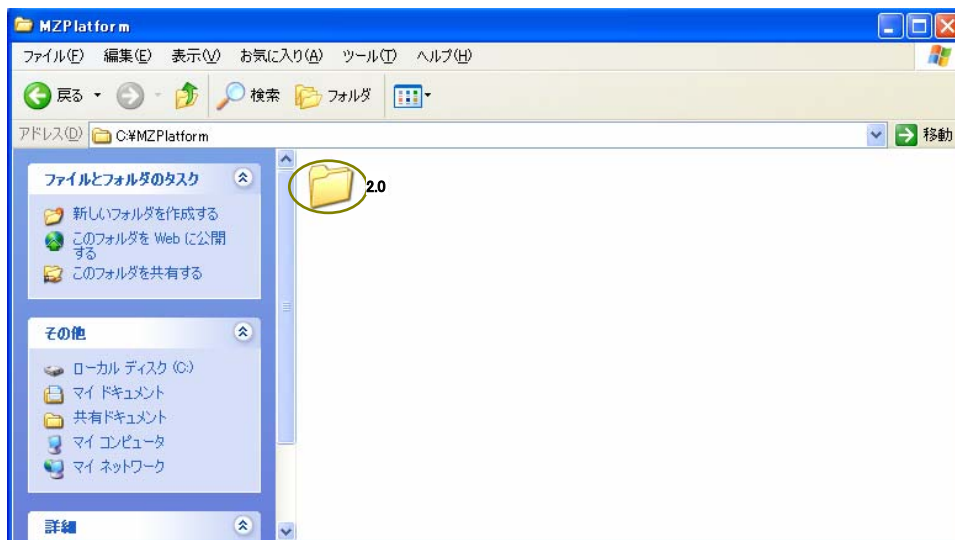 MZPlatform
ファイル(F) 編集(E) 表示(V) お気に入り(A) ツール(T) ヘルプ(H)
戻る 検索 フォルダ
アドレス(D) C:¥MZPlatform 移動
ファイルとフォルダのタスク
新しいフォルダを作成する
このフォルダを Web に公開
する
このフォルダを共有する
2.0
その他
ローカル ディスク (C:)
マイ ドキュメント
共有ドキュメント
マイ コンピュータ
マイ ネットワーク
詳細